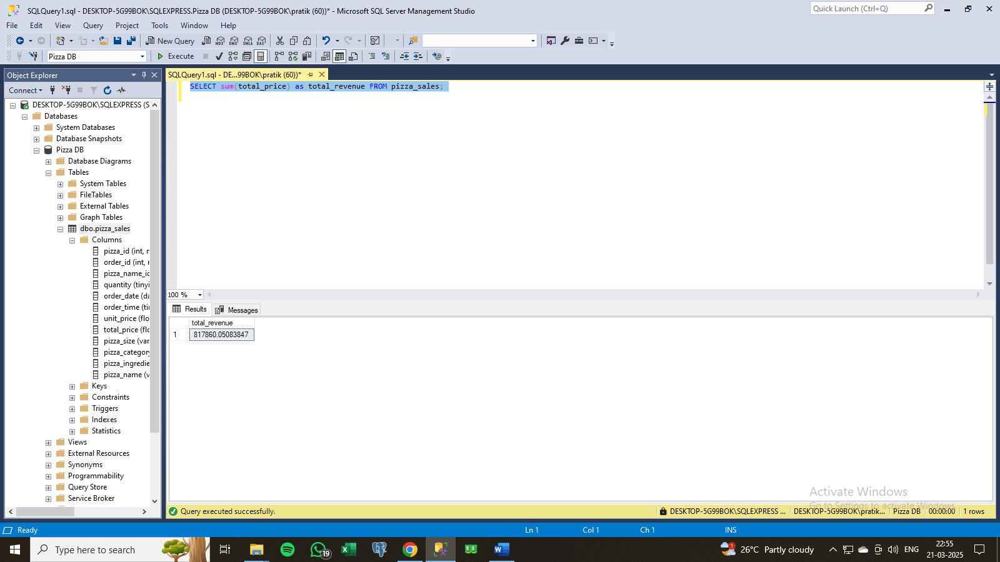 SQLQuery1.sql - DESKTOP-5G99BOK\SQLEXPRESS.Pizza DB (DESKTOP-5G99BOK\pratik (60))* - Microsoft SQL Server Management Studio
Quick Launch (Ctrl+Q)
File Edit View Query Project Tools Window Help
New Query
MDX DMX XMLA DAX
Pizza DB
Execute
Object Explorer
SQLQuery1.sql - DE...99BOK\pratik (60))*
Connect
SELECT sum(total_price) as total_revenue FROM pizza_sales;
DESKTOP-5G99BOK\SQLEXPRESS (S
Databases
System Databases
Database Snapshots
Pizza DB
Database Diagrams
Tables
System Tables
FileTables
External Tables
Graph Tables
dbo.pizza_sales
Columns
pizza_id (int, n
order_id (int, n
pizza_name_id
quantity (tinyi
order_date (da
order_time (tii
unit_price (flo
total_price (flo
pizza_size (var
pizza_category
pizza_ingredie
pizza_name (v
Keys
Constraints
Triggers
Indexes
Statistics
Views
External Resources
Synonyms
Programmability
Query Store
Service Broker
100 %
Results Messages
total_revenue
1 817860.05083847
Activate Windows
Go to Settings to activate Windows.
Query executed successfully.
DESKTOP-5G99BOK\SQLEXPRESS ... DESKTOP-5G99BOK\pratik... Pizza DB 00:00:00 1 rows
Ready
Ln 1 Col 1 Ch 1 INS
Type here to search
19
1
26°C Partly cloudy
ENG
22:55
21-03-2025